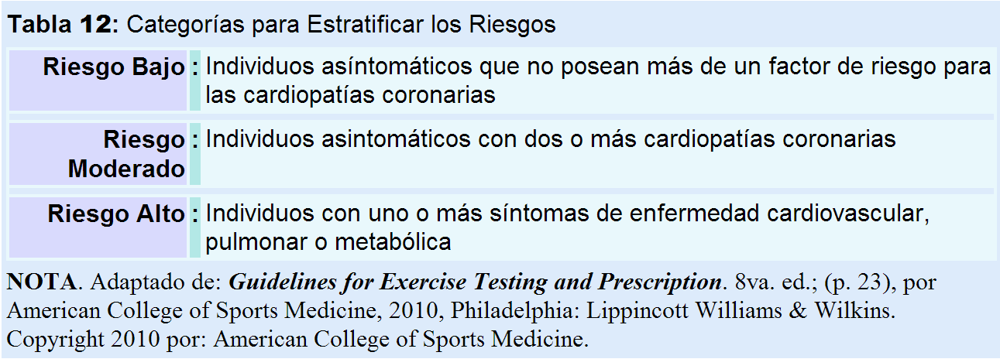 Tabla 12: Categorías para Estratificar los Riesgos
Riesgo Bajo : Individuos asíntomáticos que no posean más de un factor de riesgo para
las cardiopatías coronarias
Riesgo : Individuos asintomáticos con dos o más cardiopatías coronarias
Moderado
Riesgo Alto : Individuos con uno o más síntomas de enfermedad cardiovascular,
pulmonar o metabólica
NOTA. Adaptado de: Guidelines for Exercise Testing and Prescription. 8va. ed.; (p. 23), por
American College of Sports Medicine, 2010, Philadelphia: Lippincott Williams & Wilkins.
Copyright 2010 por: American College of Sports Medicine.